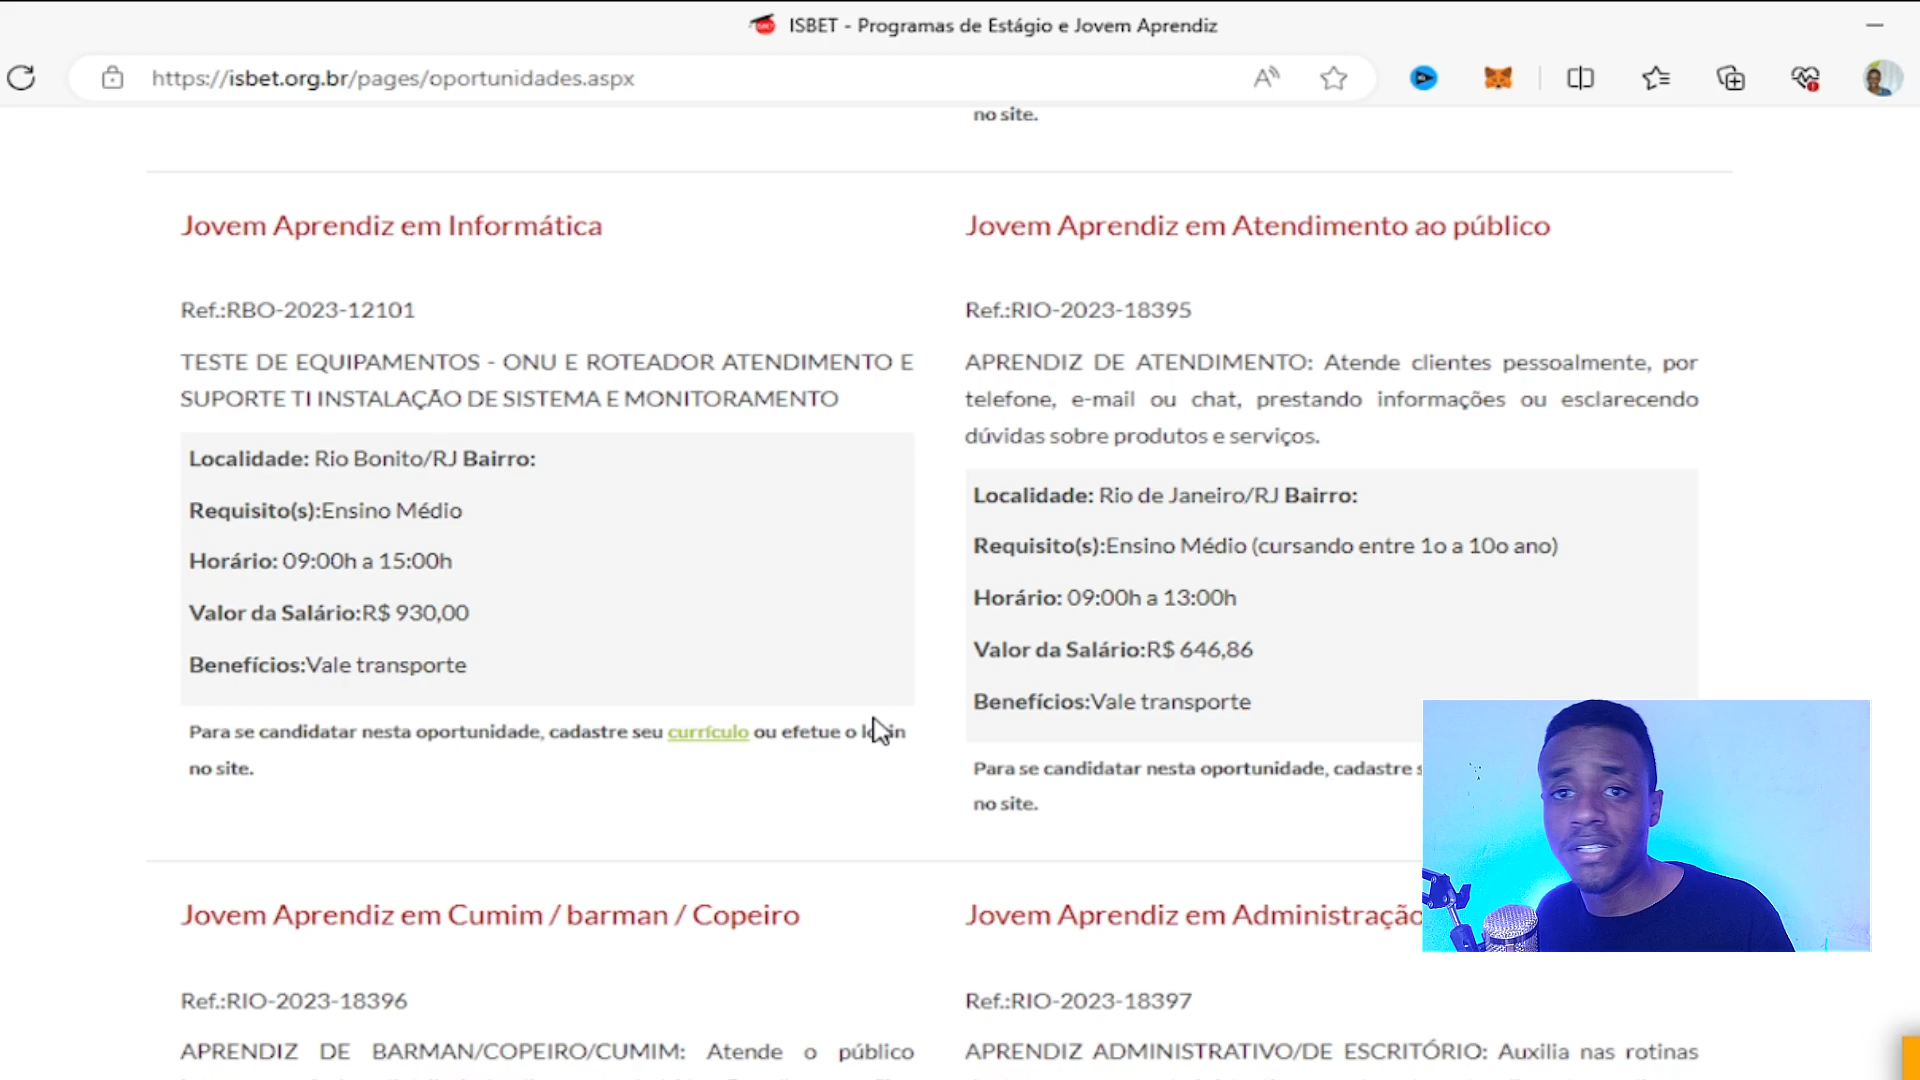 ISBET - Programas de Estágio e Jovem Aprendiz
https://isbet.org.br/pages/oportunidades.aspx
no site.
Jovem Aprendiz em Informática
Ref.:RBO-2023-12101
TESTE DE EQUIPAMENTOS - ONU E ROTEADOR ATENDIMENTO E
SUPORTE TI INSTALAÇÃO DE SISTEMA E MONITORAMENTO
Localidade: Rio Bonito/RJ Bairro:
Requisito(s):Ensino Médio
Horário: 09:00h a 15:00h
Valor da Salário:R$ 930,00
Benefícios:Vale transporte
Para se candidatar nesta oportunidade, cadastre seu currículo ou efetue o login
no site.
Jovem Aprendiz em Atendimento ao público
Ref.:RIO-2023-18395
APRENDIZ DE ATENDIMENTO: Atende clientes pessoalmente, por
telefone, e-mail ou chat, prestando informações ou esclarecendo
dúvidas sobre produtos e serviços.
Localidade: Rio de Janeiro/RJ Bairro:
Requisito(s):Ensino Médio (cursando entre 1o a 10o ano)
Horário: 09:00h a 13:00h
Valor da Salário:R$ 646,86
Benefícios:Vale transporte
Para se candidatar nesta oportunidade, cadastre
no site.
Jovem Aprendiz em Cumim / barman / Copeiro
Ref.:RIO-2023-18396
APRENDIZ DE BARMAN/COPEIRO/CUMIM: Atende o público
Jovem Aprendiz em Administração
Ref.:RIO-2023-18397
APRENDIZ ADMINISTRATIVO/DE ESCRITÓRIO: Auxilia nas rotinas